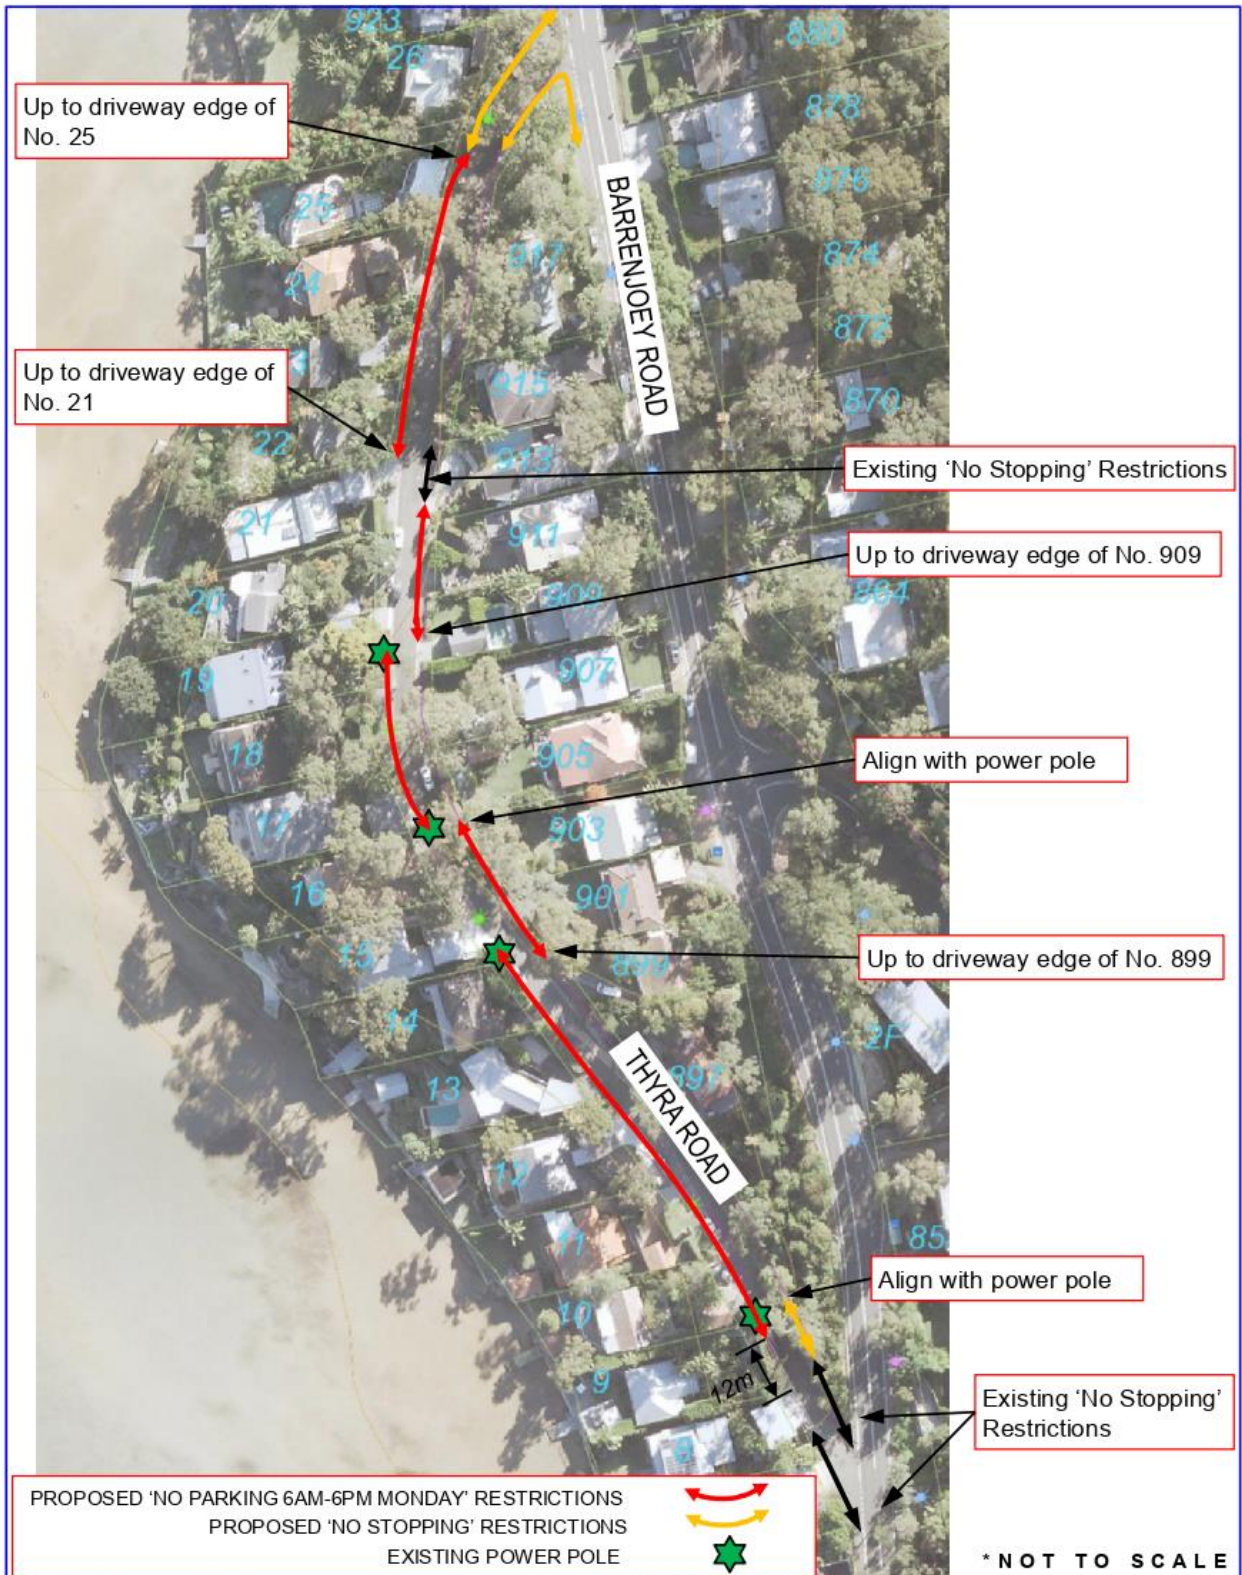 923
26
880
Up to driveway edge of
No. 25
878
BARRENJOEY ROAD
876
25
917
874
24
872
Up to driveway edge of
No. 21
915
870
22
913
Existing ‘No Stopping’ Restrictions
21
911
Up to driveway edge of No. 909
20
909
864
19
907
18
905
Align with power pole
17
903
16
901
15
899
Up to driveway edge of No. 899
14
2F
THYRA ROAD
897
13
12
11
85
Align with power pole
10
9
12m
Existing ‘No Stopping’
Restrictions
8
PROPOSED ‘NO PARKING 6AM-6PM MONDAY’ RESTRICTIONS
PROPOSED ‘NO STOPPING’ RESTRICTIONS
EXISTING POWER POLE
*NOT TO SCALE